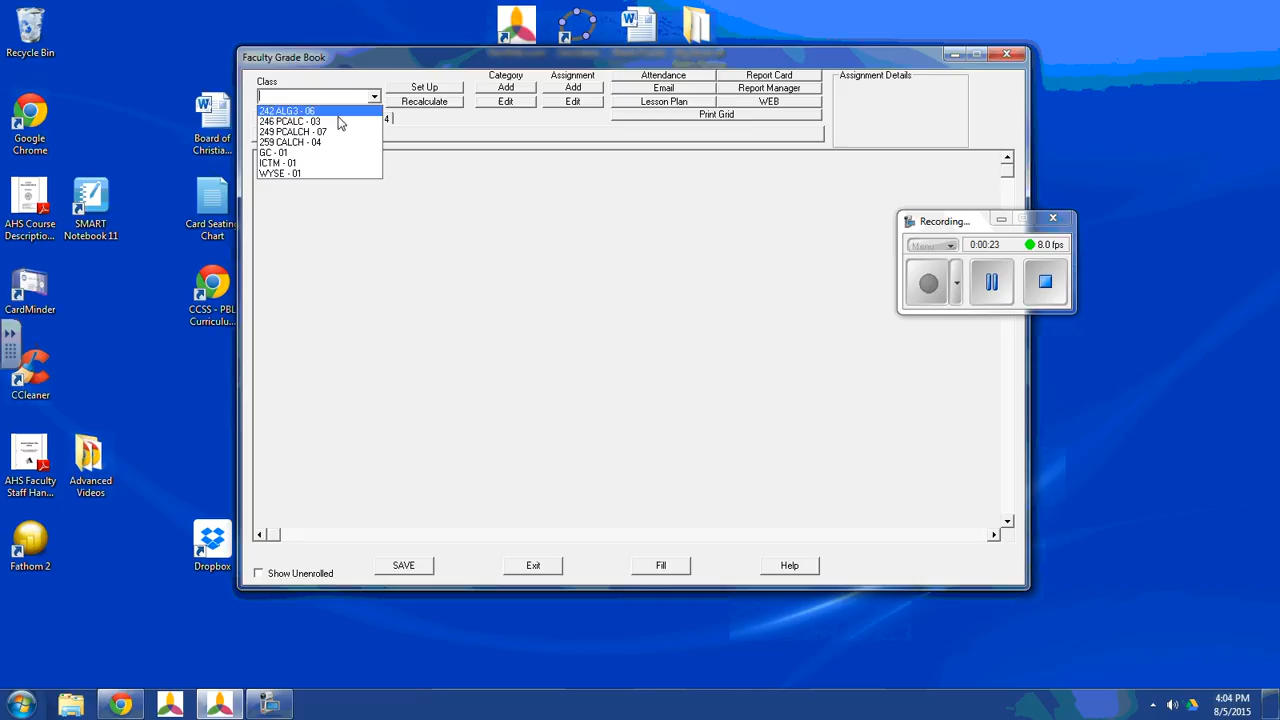 Recycle Bin
Google
Chrome
AHS Course
Descriptio...
SMART
Notebook 11
CardMinder
CCleaner
AHS Faculty
Staff Han...
Advanced
Videos
Fathom 2
Board of
Christia...
Card Seating
Chart
CCSS - PBL
Curriculu...
Dropbox
Faculty Grade Book
Class
Set Up
Recalculate
Category
Add
Edit
Assignment
Add
Edit
Attendance
Email
Lesson Plan
Report Card
Report Manager
WEB
Print Grid
Assignment Details
4
242 ALG3 - 06
246 PCALC - 03
249 PCALCH - 07
259 CALCH - 04
GC - 01
ICTM - 01
WYSE - 01
Recording...
Menu
0:00:23
8.0 fps
Show Unenrolled
SAVE
Exit
Fill
Help
4:04 PM
8/5/2015